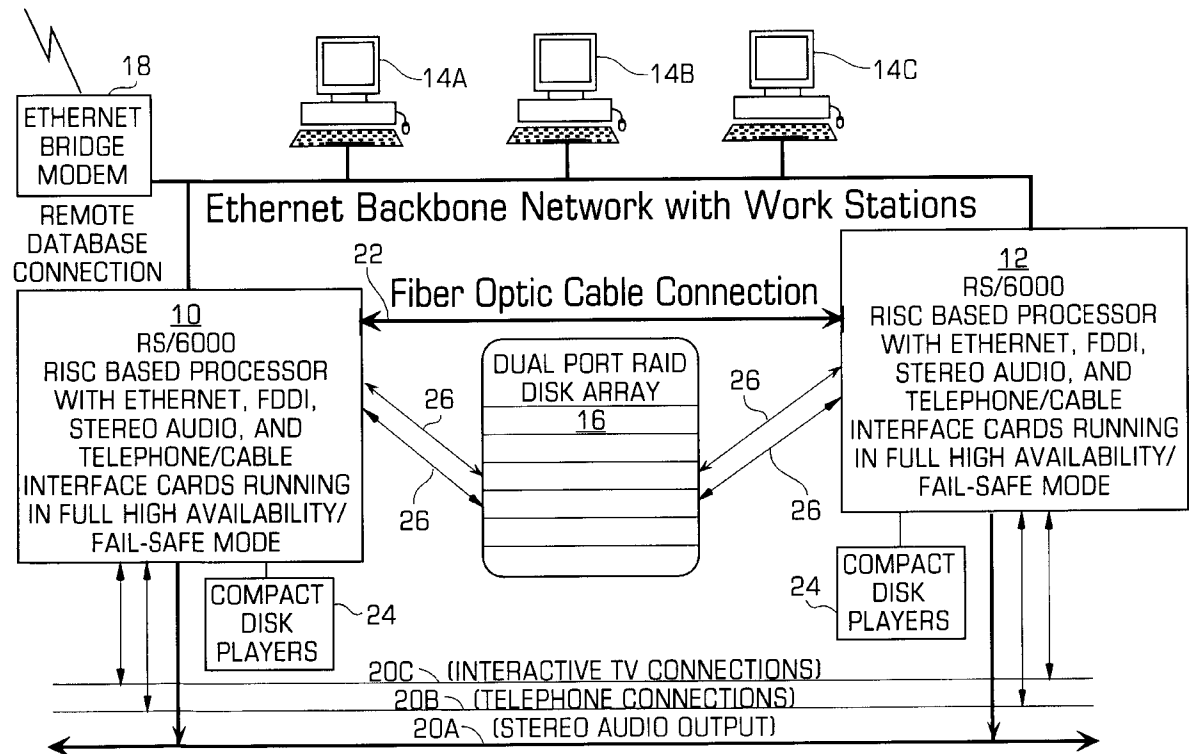 18
14A
14B
14C
ETHERNET
BRIDGE
MODEM
REMOTE
DATABASE
CONNECTION
Ethernet Backbone Network with Work Stations
22
Fiber Optic Cable Connection
10
RS/6000
RISC BASED PROCESSOR
WITH ETHERNET, FDDI,
STEREO AUDIO, AND
TELEPHONE/CABLE
INTERFACE CARDS RUNNING
IN FULL HIGH AVAILABILITY/
FAIL-SAFE MODE
26
26
DUAL PORT RAID
DISK ARRAY
16
26
26
12
RS/6000
RISC BASED PROCESSOR
WITH ETHERNET, FDDI,
STEREO AUDIO, AND
TELEPHONE/CABLE
INTERFACE CARDS RUNNING
IN FULL HIGH AVAILABILITY/
FAIL-SAFE MODE
COMPACT
DISK
PLAYERS
24
24
COMPACT
DISK
PLAYERS
20C (INTERACTIVE TV CONNECTIONS)
20B (TELEPHONE CONNECTIONS)
20A (STEREO AUDIO OUTPUT)